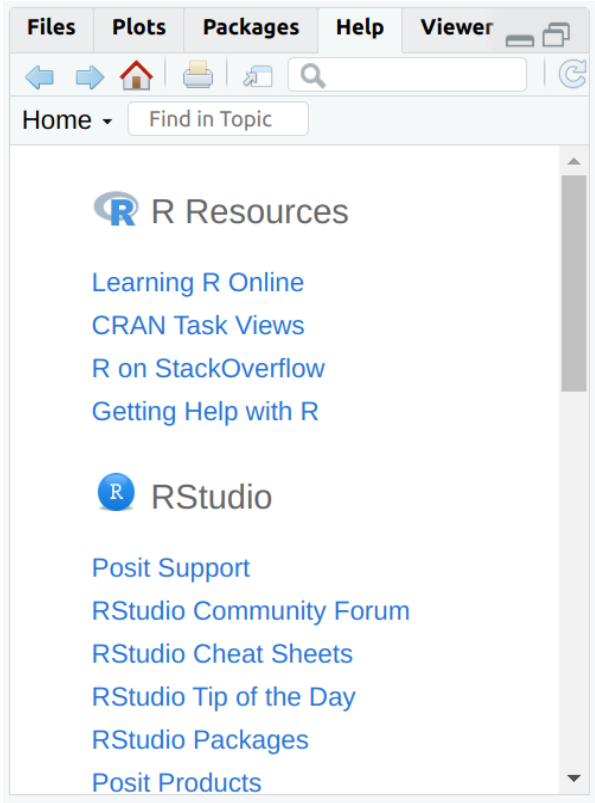 Files Plots Packages Help Viewer
Home Find in Topic
R R Resources
Learning R Online
CRAN Task Views
R on StackOverflow
Getting Help with R
R RStudio
Posit Support
RStudio Community Forum
RStudio Cheat Sheets
RStudio Tip of the Day
RStudio Packages
Posit Products